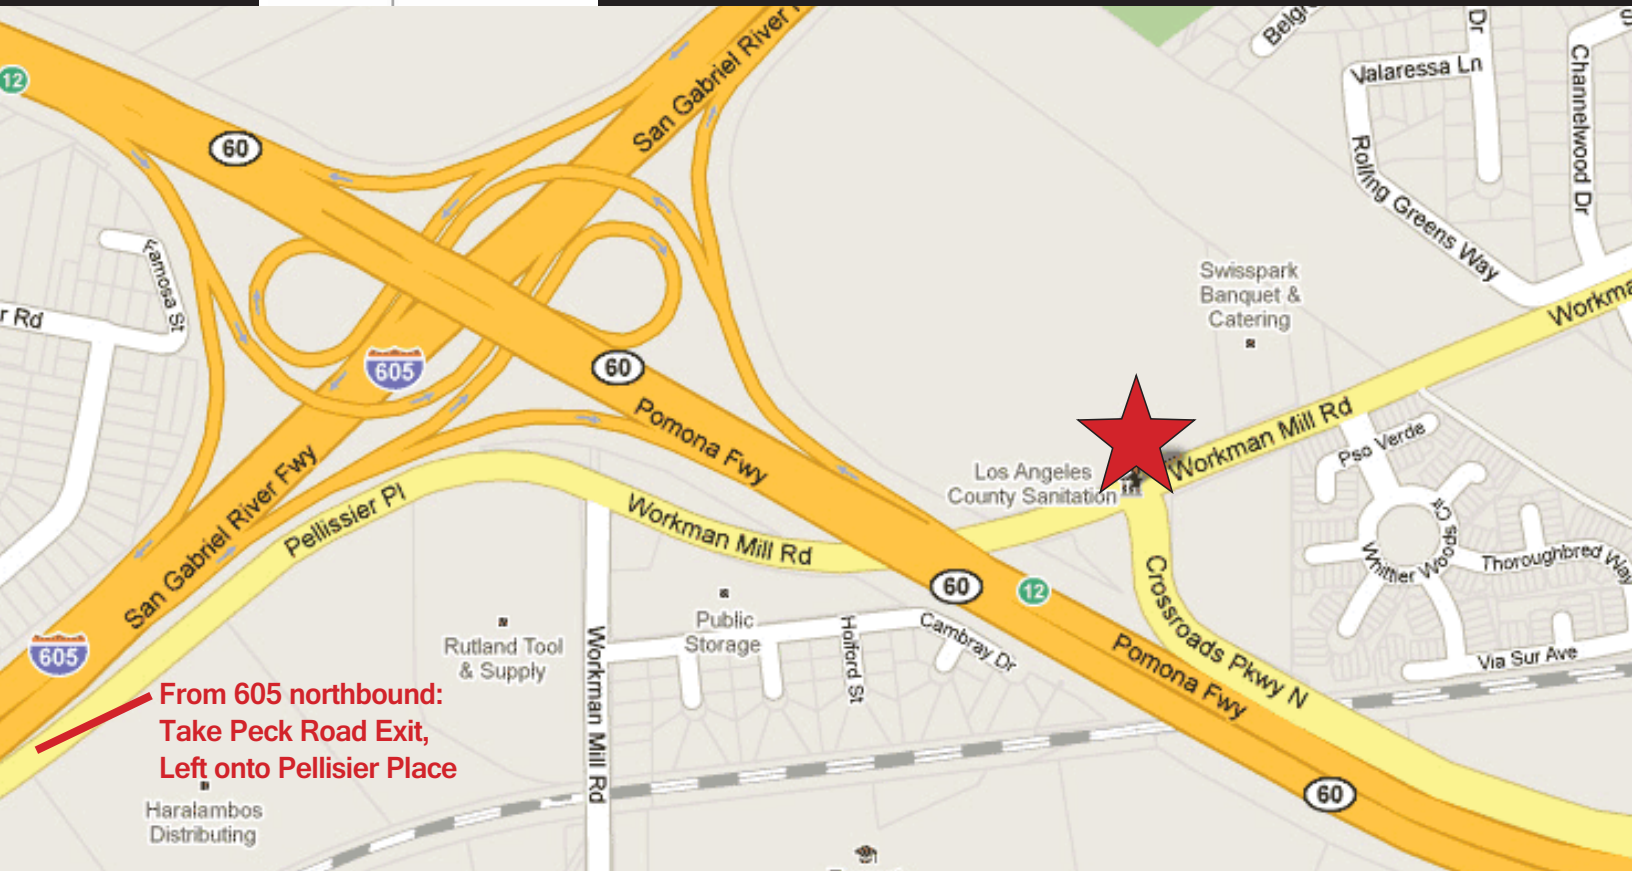 Belgr
Dr
S
Valaressa Ln
Channelwood Dr
Rolling Greens Way
San Gabriel River F
12
60
Famosa St
r Rd
Swisspark
Banquet &
Catering
Workma
605
60
Pomona Fwy
Workman Mill Rd
Pso Verde
Los Angeles
County Sanitation
San Gabriel River Fwy
Pellissier Pl
Workman Mill Rd
Whittier Woods Cir
Thoroughbred Way
Crossroads Pkwy N
60
12
Public
Storage
Holford St
Cambray Dr
Rutland Tool
& Supply
Workman Mill Rd
Pomona Fwy
Via Sur Ave
605
From 605 northbound:
Take Peck Road Exit,
Left onto Pellisier Place
Haralambos
Distributing
60